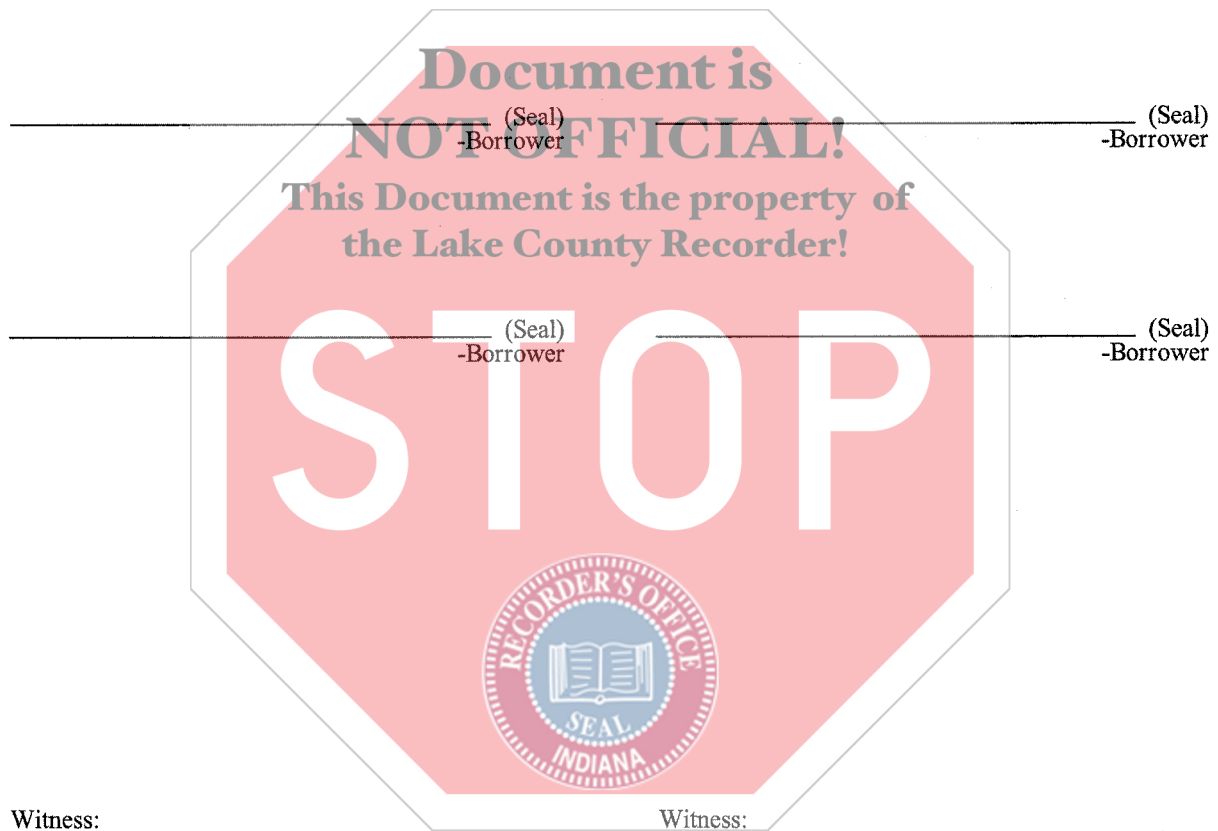 Document is
(Seal) (Seal)
NOT OFFICIAL!
-Borrower -Borrower
This Document is the property of
the Lake County Recorder!
(Seal) (Seal)
-Borrower -Borrower
STOP
RECORDER'S OFFICE
SEAL
INDIANA
Witness: Witness: